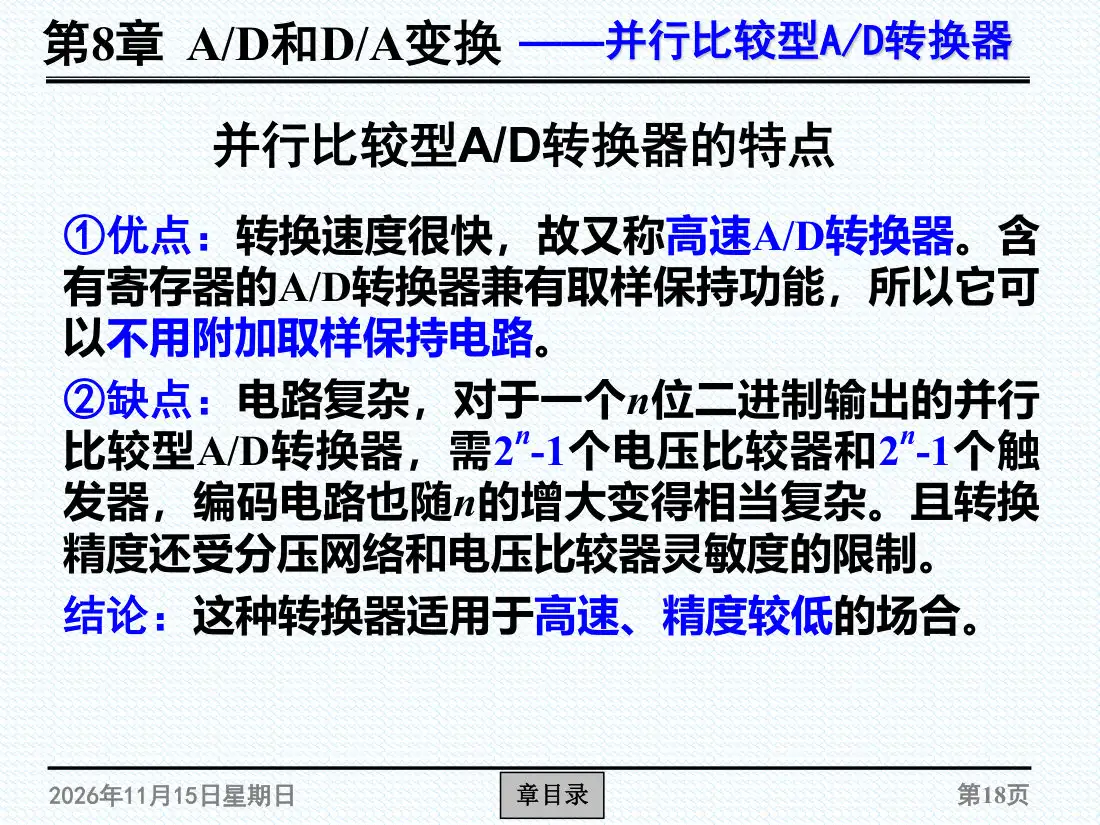 第8章 A/D和D/A变换 ——并行比较型A/D转换器
并行比较型A/D转换器的特点
①优点：转换速度很快，故又称高速A/D转换器。含
有寄存器的A/D转换器兼有取样保持功能，所以它可
以不用附加取样保持电路。
②缺点：电路复杂，对于一个n位二进制输出的并行
比较型A/D转换器，需2ⁿ-1个电压比较器和2ⁿ-1个触
发器，编码电路也随n的增大变得相当复杂。且转换
精度还受分压网络和电压比较器灵敏度的限制。
结论：这种转换器适用于高速、精度较低的场合。
2026年11月15日星期日 章目录 第18页